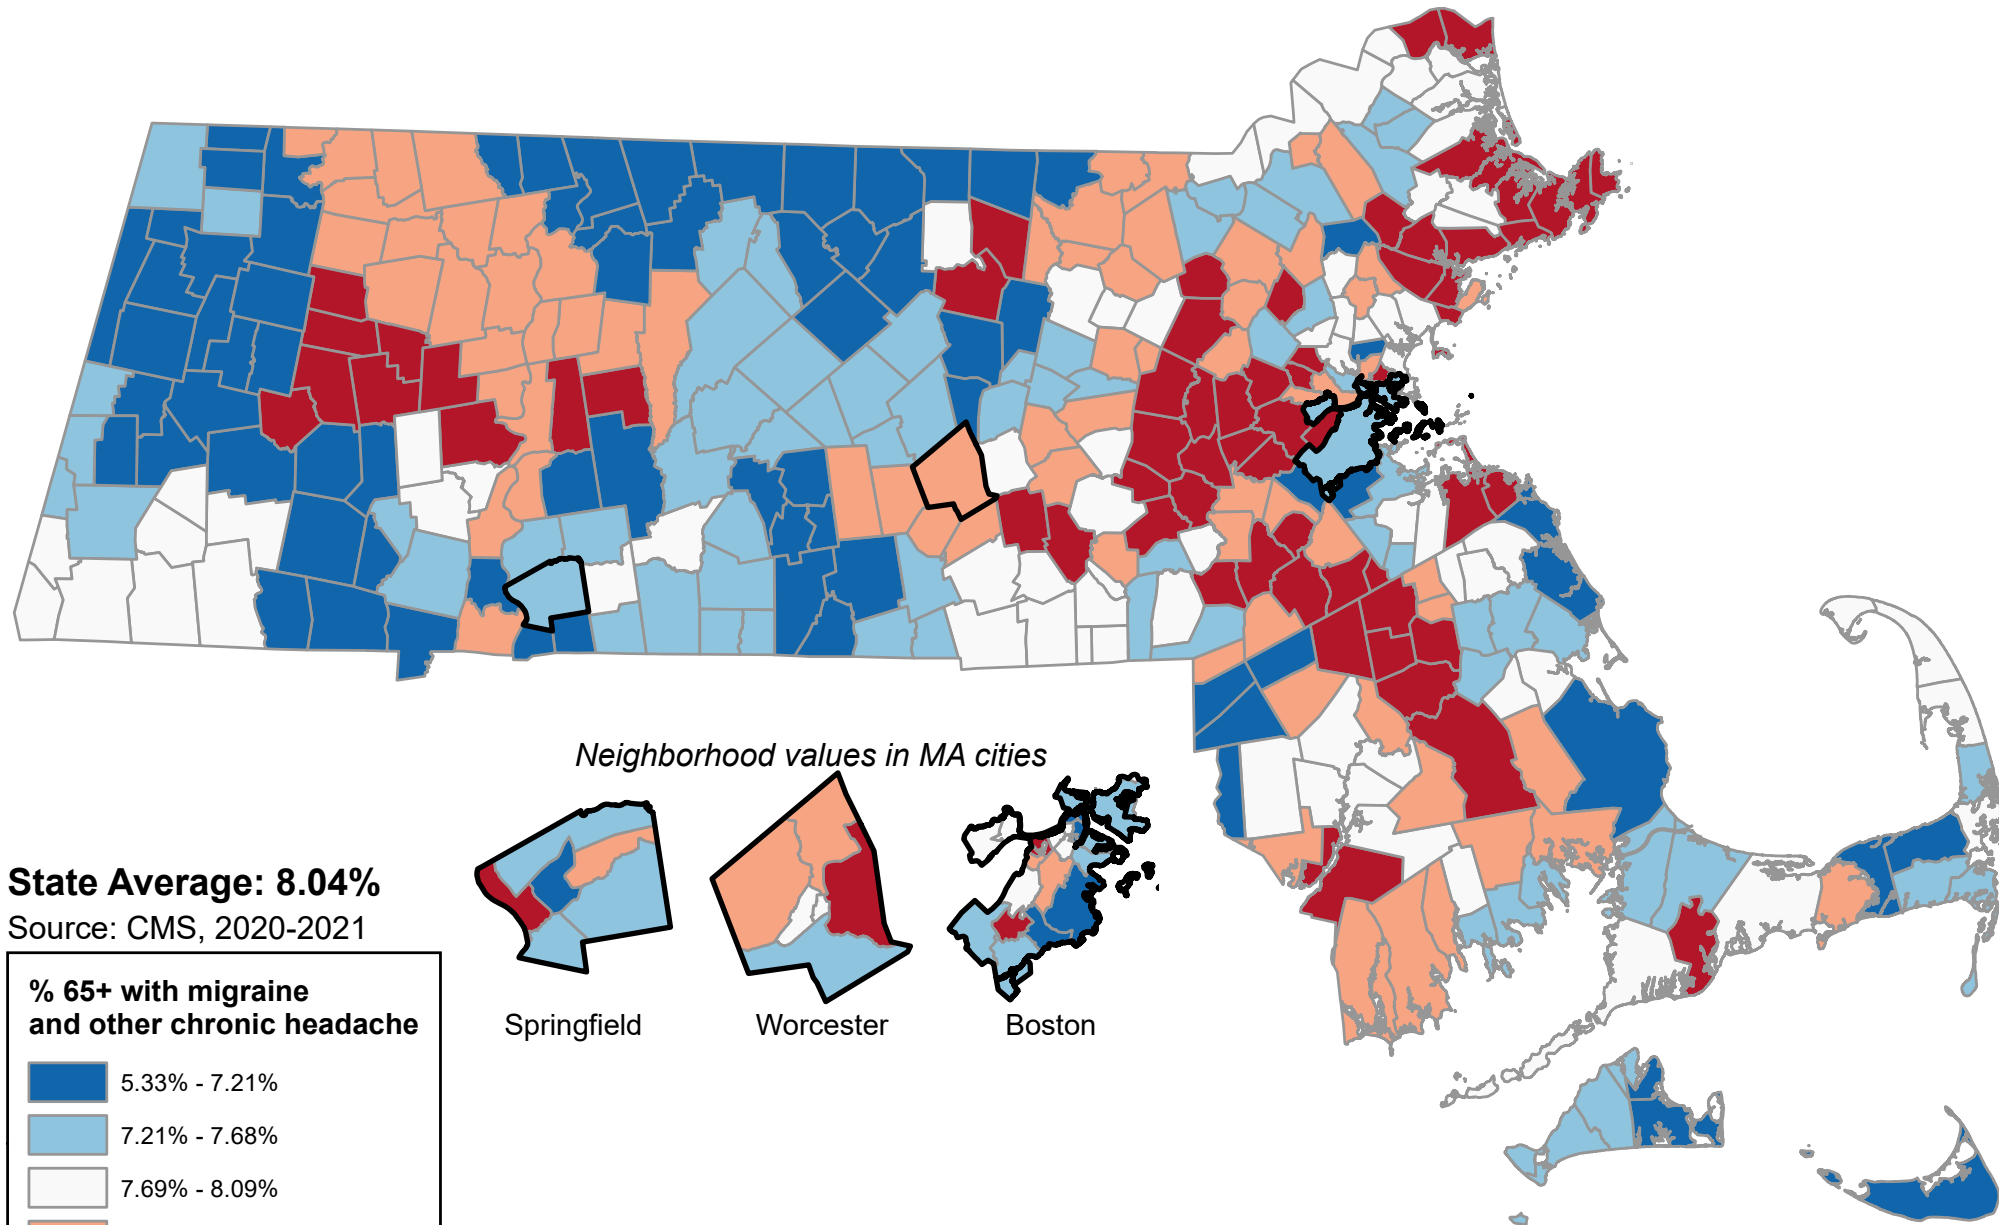 Neighborhood values in MA cities
State Average: 8.04%
Source: CMS, 2020-2021
% 65+ with migraine
and other chronic headache
5.33% - 7.21%
7.21% - 7.68%
7.69% - 8.09%
Springfield
Worcester
Boston